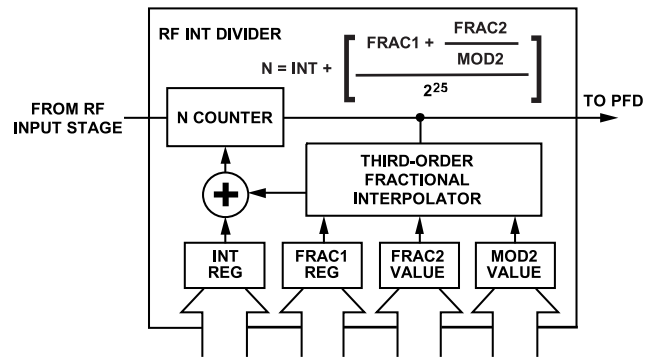 RF INT DIVIDER
N = INT + [ FRAC1 + FRAC2
MOD2
2^25 ]
FROM RF
INPUT STAGE
N COUNTER
TO PFD
THIRD-ORDER
FRACTIONAL
INTERPOLATOR
+
INT
REG
FRAC1
REG
FRAC2
VALUE
MOD2
VALUE